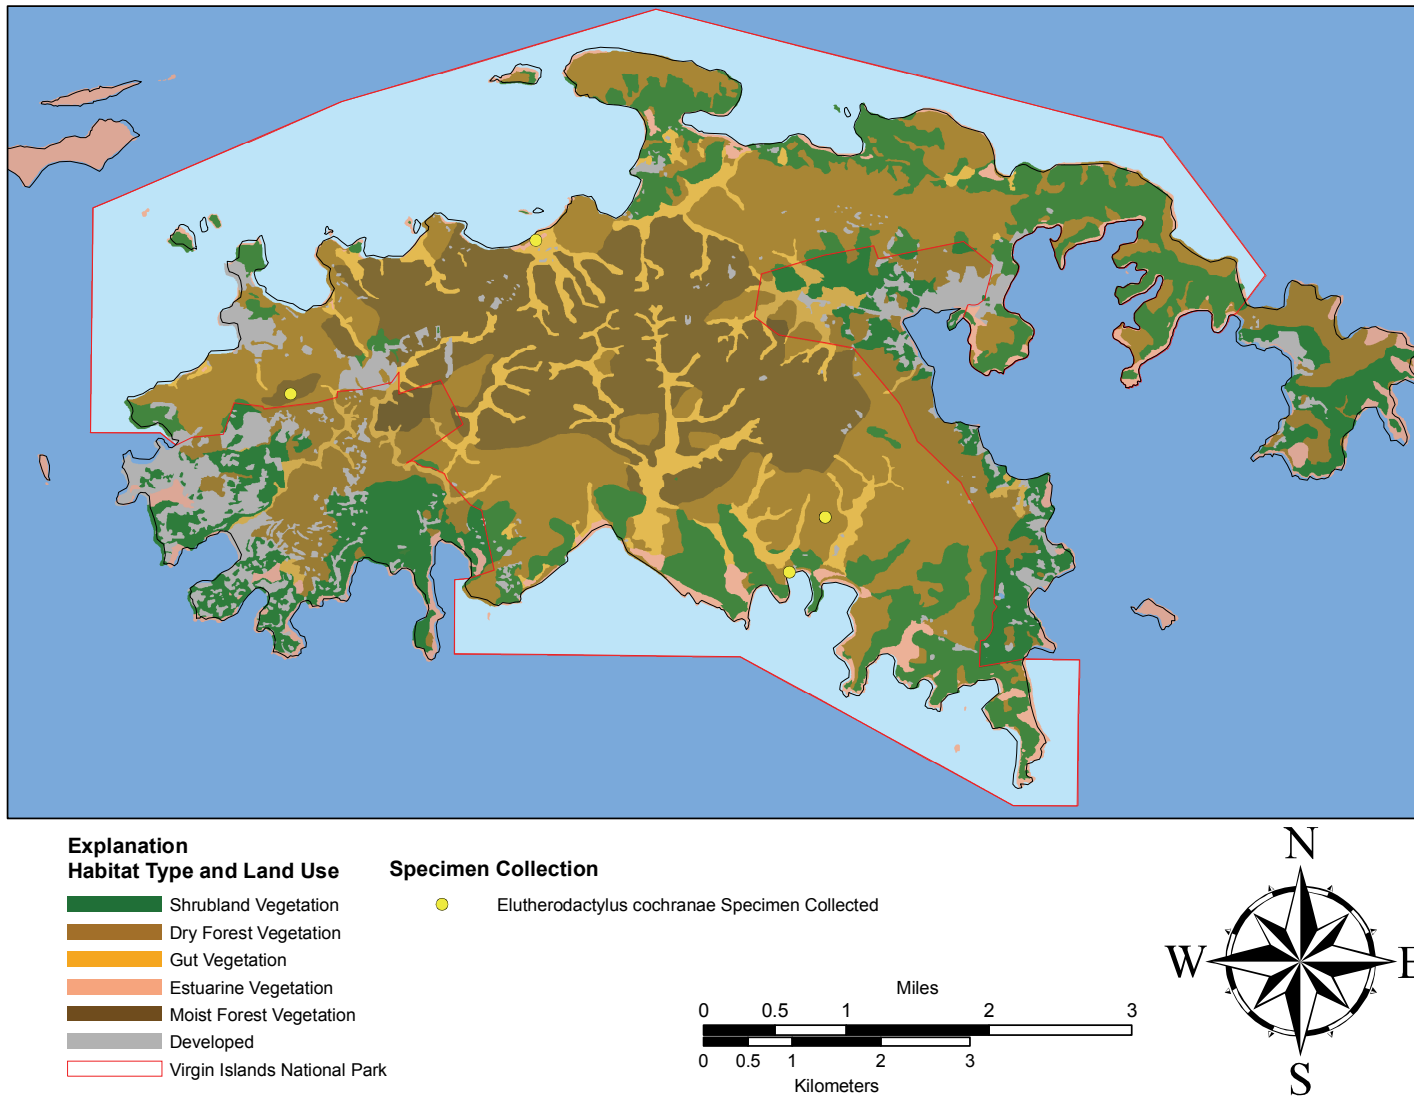 Explanation
Habitat Type and Land Use
Shrubland Vegetation
Dry Forest Vegetation
Gut Vegetation
Estuarine Vegetation
Moist Forest Vegetation
Developed
Virgin Islands National Park
Specimen Collection
Elutherodactylus cochranae Specimen Collected
Miles
0 0.5 1 2 3
0 0.5 1 2 3
Kilometers
N
W E
S